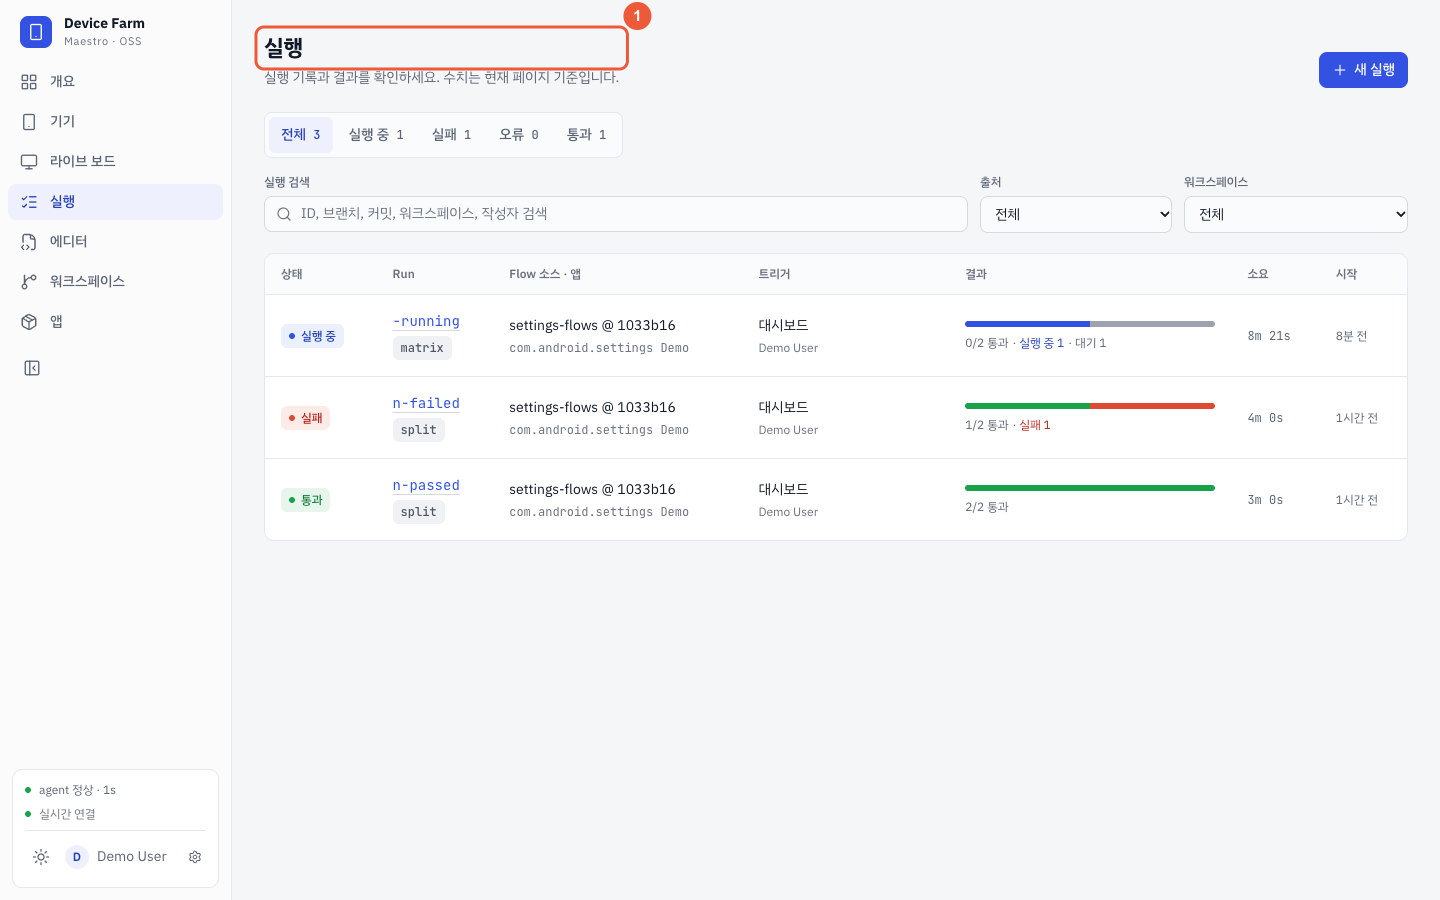 Device Farm
Maestro · OSS
개요
기기
라이브 보드
실행
에디터
워크스페이스
앱
agent 정상 · 1s
실시간 연결
D Demo User
1
실행
실행 기록과 결과를 확인하세요. 수치는 현재 페이지 기준입니다.
새 실행
전체 3 실행 중 1 실패 1 오류 0 통과 1
실행 검색 출처 워크스페이스
ID, 브랜치, 커밋, 워크스페이스, 작성자 검색 전체 전체
상태 Run Flow 소스 · 앱 트리거 결과 소요 시작
실행 중 -running settings-flows @ 1033b16 대시보드 8m 21s 8분 전
matrix com.android.settings Demo Demo User 0/2 통과 · 실행 중 1 · 대기 1
실패 n-failed settings-flows @ 1033b16 대시보드 4m 0s 1시간 전
split com.android.settings Demo Demo User 1/2 통과 · 실패 1
통과 n-passed settings-flows @ 1033b16 대시보드 3m 0s 1시간 전
split com.android.settings Demo Demo User 2/2 통과